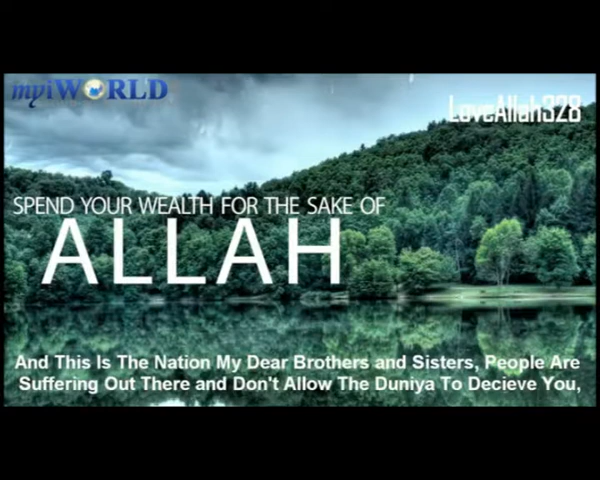 mpiWORLD
LoveAllah328
SPEND YOUR WEALTH FOR THE SAKE OF
ALLAH
And This Is The Nation My Dear Brothers and Sisters, People Are
Suffering Out There and Don't Allow The Duniya To Decieve You,